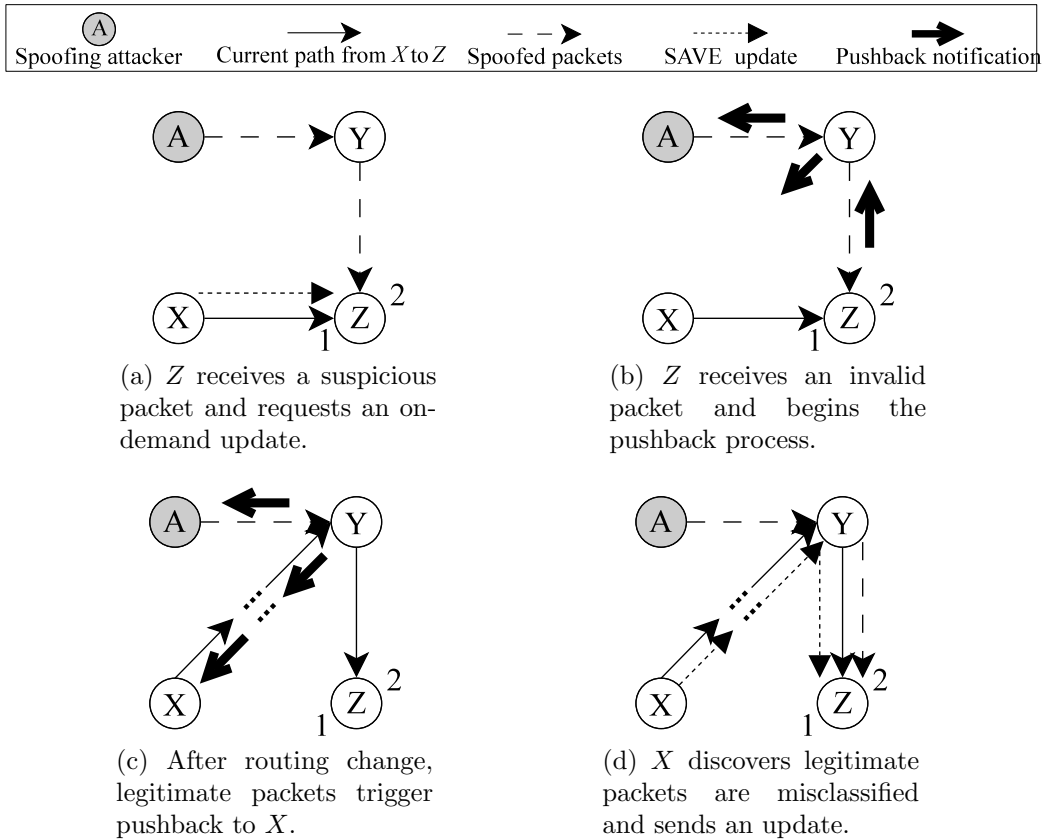 A
Spoofing attacker
Current path from X to Z
Spoofed packets
SAVE update
Pushback notification
A Y
X Z 2
1
(a) Z receives a suspicious
packet and requests an on-
demand update.
A Y
X Z 2
1
(b) Z receives an invalid
packet and begins the
pushback process.
A Y
X Z 2
1
(c) After routing change,
legitimate packets trigger
pushback to X.
A Y
X Z 2
1
(d) X discovers legitimate
packets are misclassified
and sends an update.